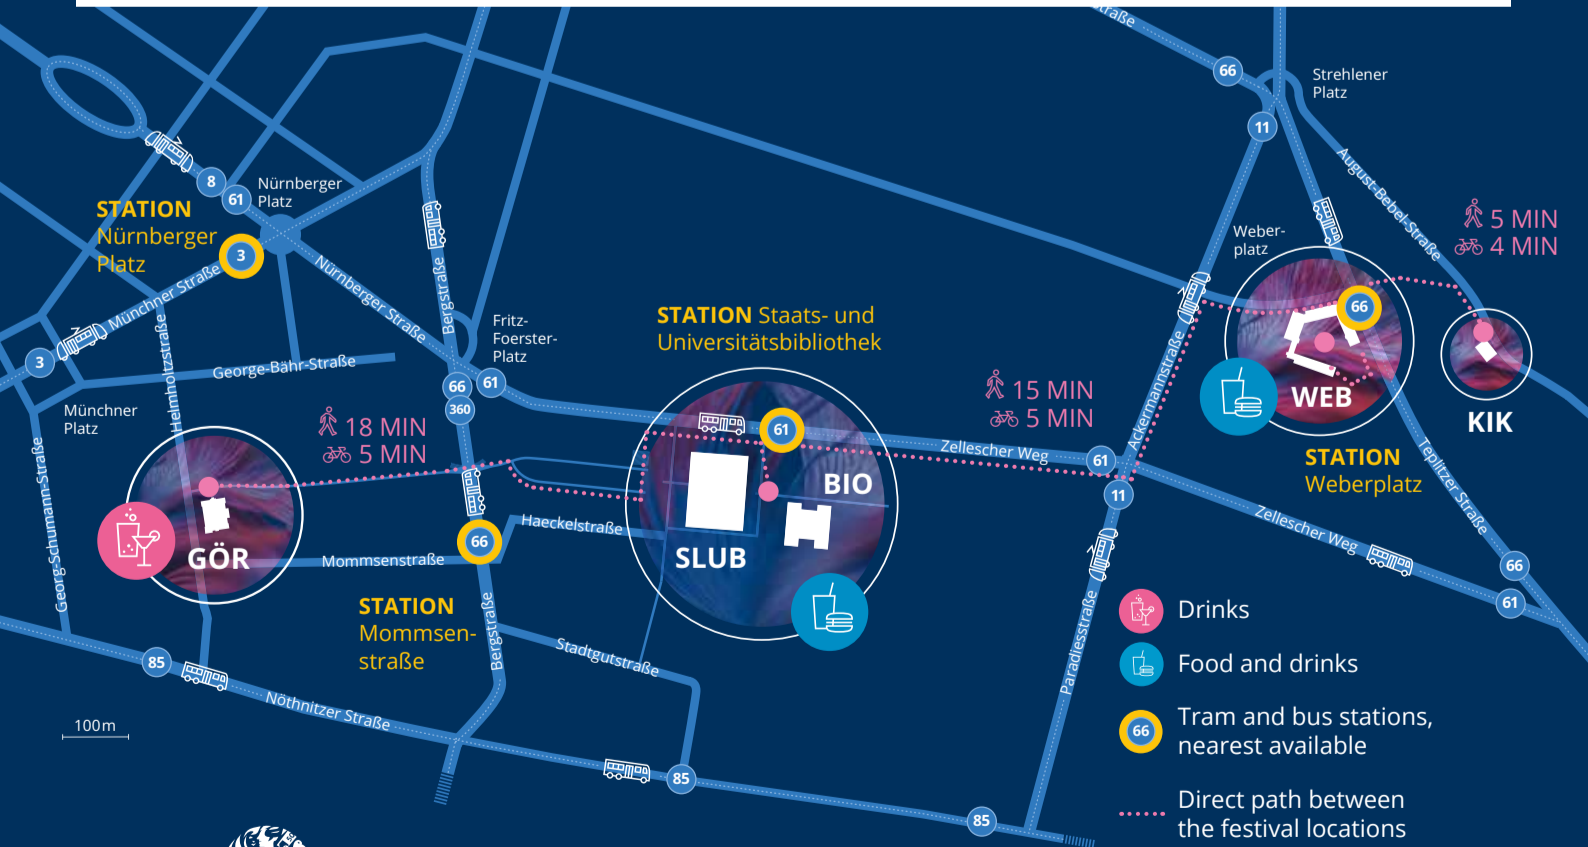 traße
66
Strehlener
Platz
11
August-Bebel-Straße
5 MIN
4 MIN
8
61
Nürnberger
Platz
STATION
Nürnberger
Platz
3
Münchner Straße
Nürnberger Straße
Bergstraße
Weber-
platz
66
WEB
KIK
STATION
Weberplatz
STATION Staats- und
Universitätsbibliothek
Fritz-
Foerster-
Platz
3
Helmholtzstraße
George-Bähr-Straße
66
61
360
Münchner
Platz
18 MIN
5 MIN
15 MIN
5 MIN
Ackermannstraße
61
Zellescher Weg
61
11
BIO
SLUB
Georg-Schumann-Straße
GÖR
Haeckelstraße
66
Mommsenstraße
STATION
Mommsen-
straße
Bergstraße
Stadtgutstraße
Teplitzer Straße
Zellescher Weg
66
61
Paradiesstraße
85
Nöthnitzer Straße
85
85
100m
Drinks
Food and drinks
66
Tram and bus stations,
nearest available
Direct path between
the festival locations